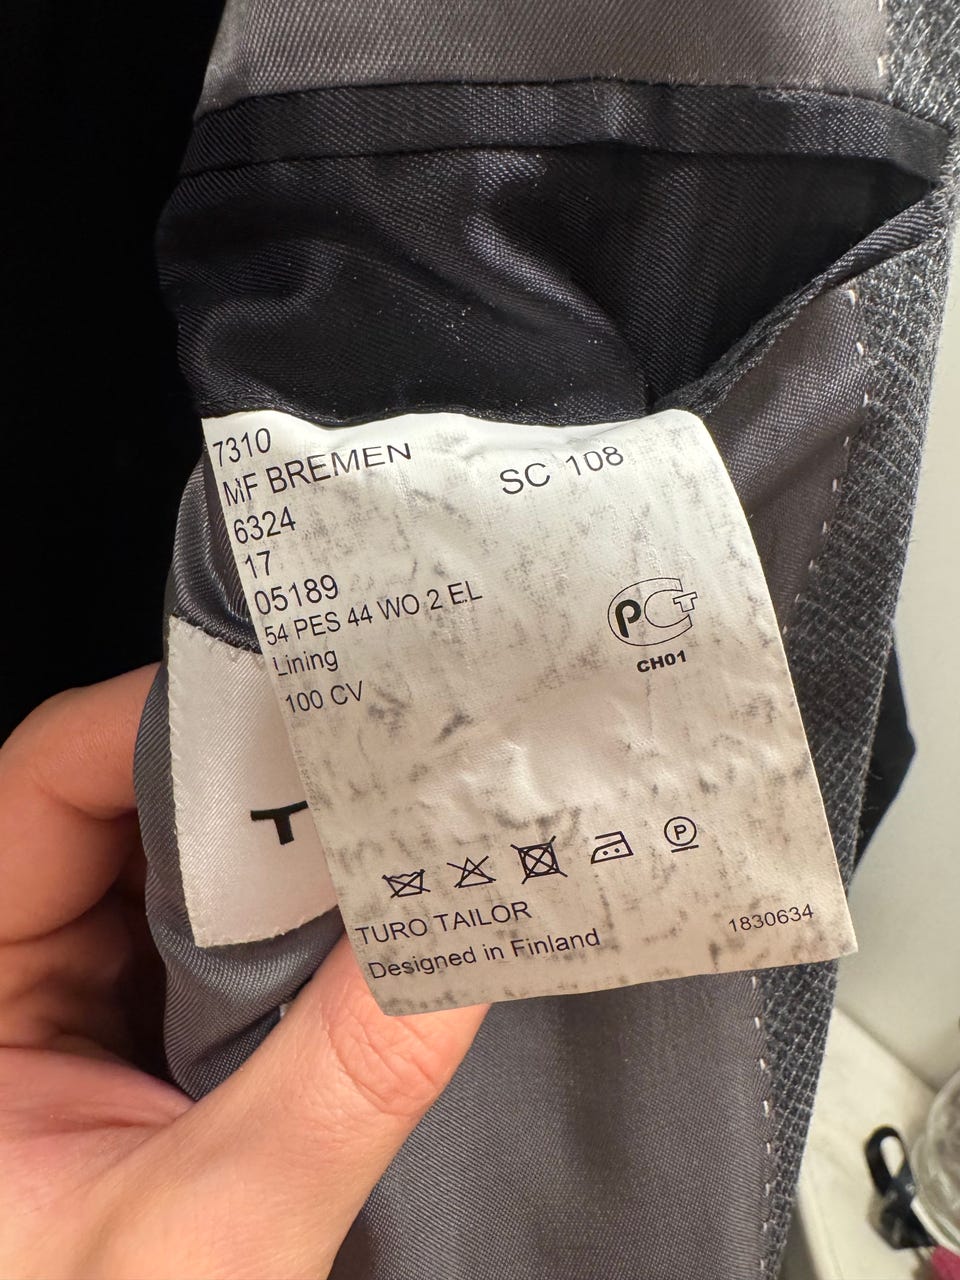 7310
MF BREMEN
SC 108
6324
17
05189
54 PES 44 WO 2 EL
Lining
100 CV
РСТ
CH01
T
P
TURO TAILOR
Designed in Finland
1830634